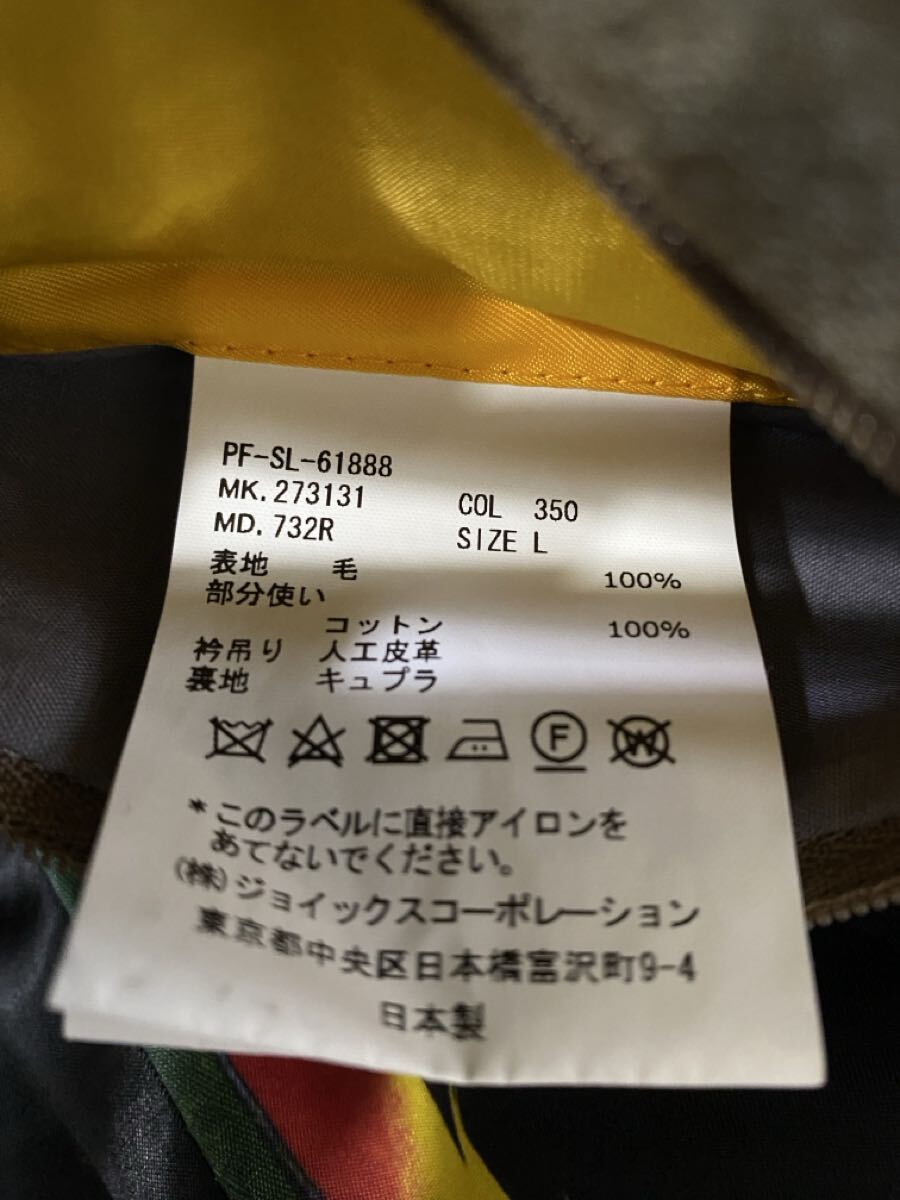 PF-SL-61888
MK.273131 COL 350
MD.732R SIZE L
表地 毛 100%
部分使い
コットン 100%
衿吊り 人工皮革
裏地 キュプラ
F W
*このラベルに直接アイロンを
あてないでください。
(株)ジョイックスコーポレーション
東京都中央区日本橋富沢町9-4
日本製